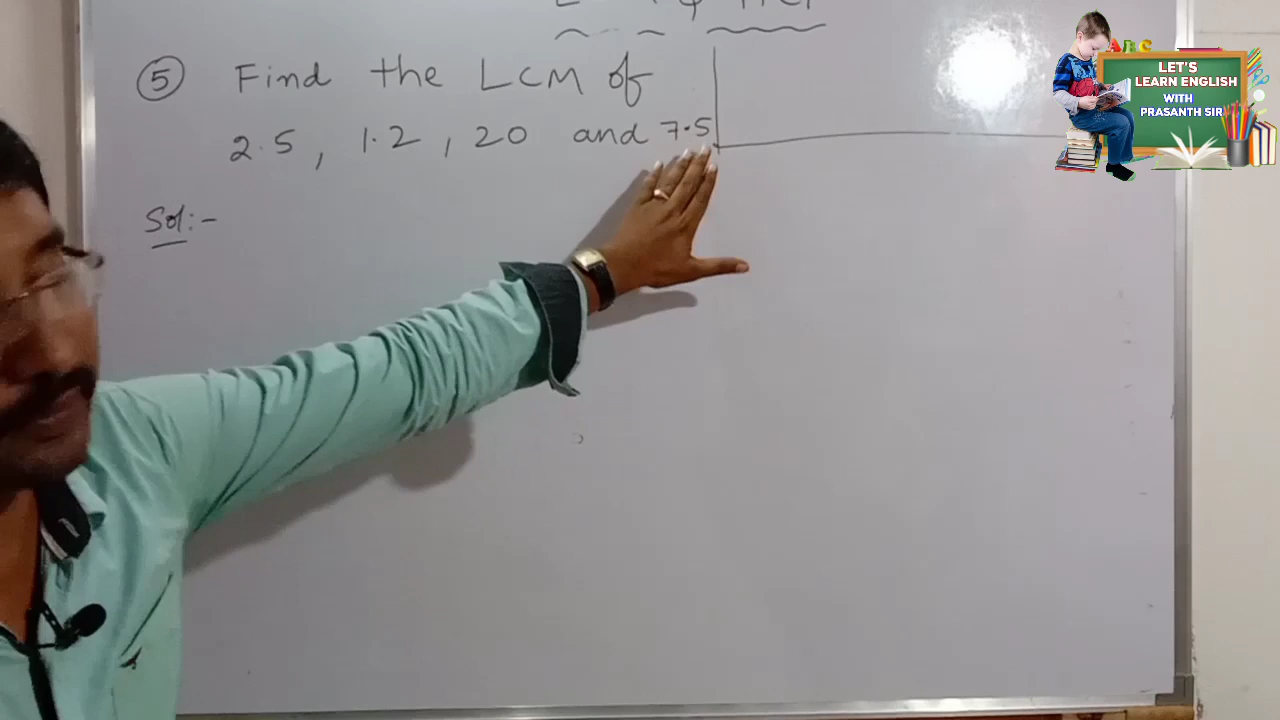 ⑤ Find the LCM of
2.5, 1.2, 20 and 7.5
Sol:-
ABC
LET'S
LEARN ENGLISH
WITH
PRASANTH SIR